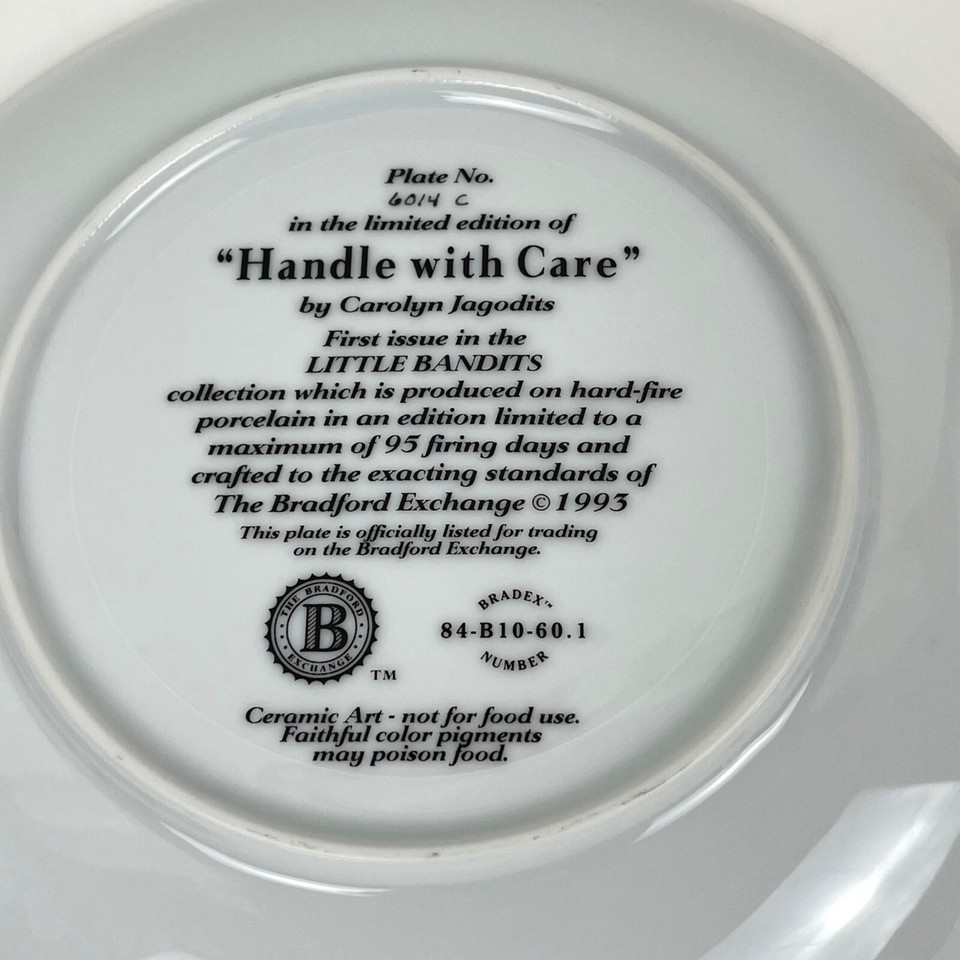 Plate No.
6014 C
in the limited edition of
“Handle with Care”
by Carolyn Jagodits
First issue in the
LITTLE BANDITS
collection which is produced on hard-fire
porcelain in an edition limited to a
maximum of 95 firing days and
crafted to the exacting standards of
The Bradford Exchange © 1993
This plate is officially listed for trading
on the Bradford Exchange.
THE BRADFORD
B
EXCHANGE
TM
BRADEX™
84-B10-60.1
NUMBER
Ceramic Art - not for food use.
Faithful color pigments
may poison food.